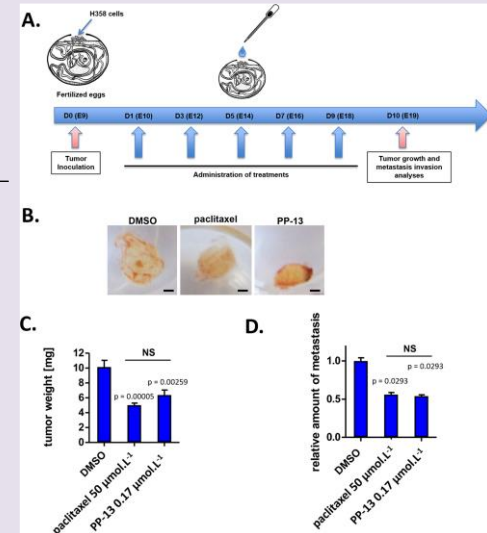 A.
H358 cells
Fertilized eggs
D0 (E9) D1 (E10) D3 (E12) D5 (E14) D7 (E16) D9 (E18) D10 (E19)
Tumor
Inoculation
Administration of treatments
Tumor growth and
metastasis invasion
analyses
B.
DMSO paclitaxel PP-13
C.
tumor weight [mg]
12
10
8
6
4
2
0
NS
p = 0.00005
p = 0.00259
DMSO
paclitaxel 50 µmol.L-1
PP-13 0.17 µmol.L-1
D.
relative amount of metastasis
1.0
0.5
0.0
NS
p = 0.0293
p = 0.0293
DMSO
paclitaxel 50 µmol.L-1
PP-13 0.17 µmol.L-1